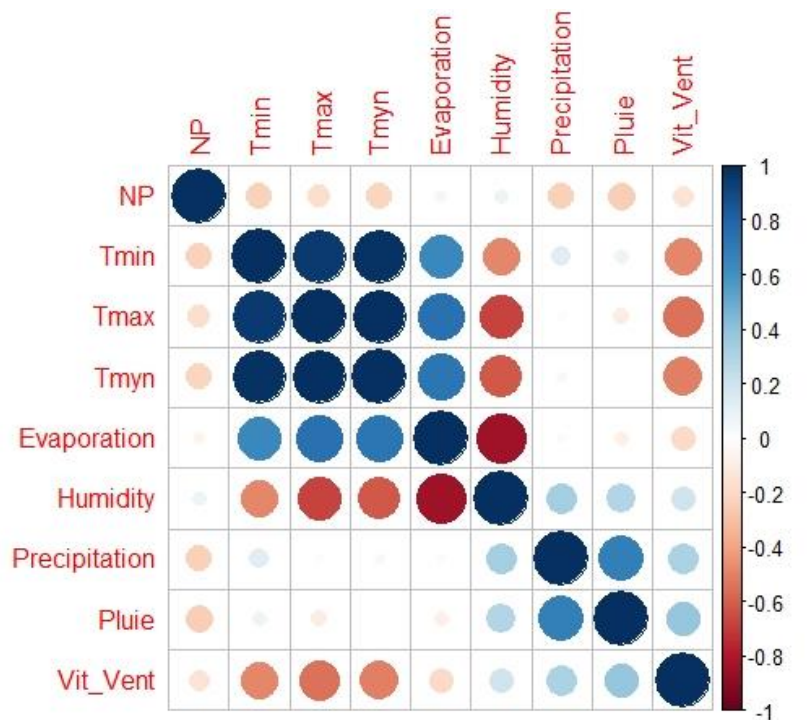 NP
Tmin
Tmax
Tmyn
Evaporation
Humidity
Precipitation
Pluie
Vit_Vent
NP
Tmin
Tmax
Tmyn
Evaporation
Humidity
Precipitation
Pluie
Vit_Vent
1
0.8
0.6
0.4
0.2
0
-0.2
-0.4
-0.6
-0.8
-1